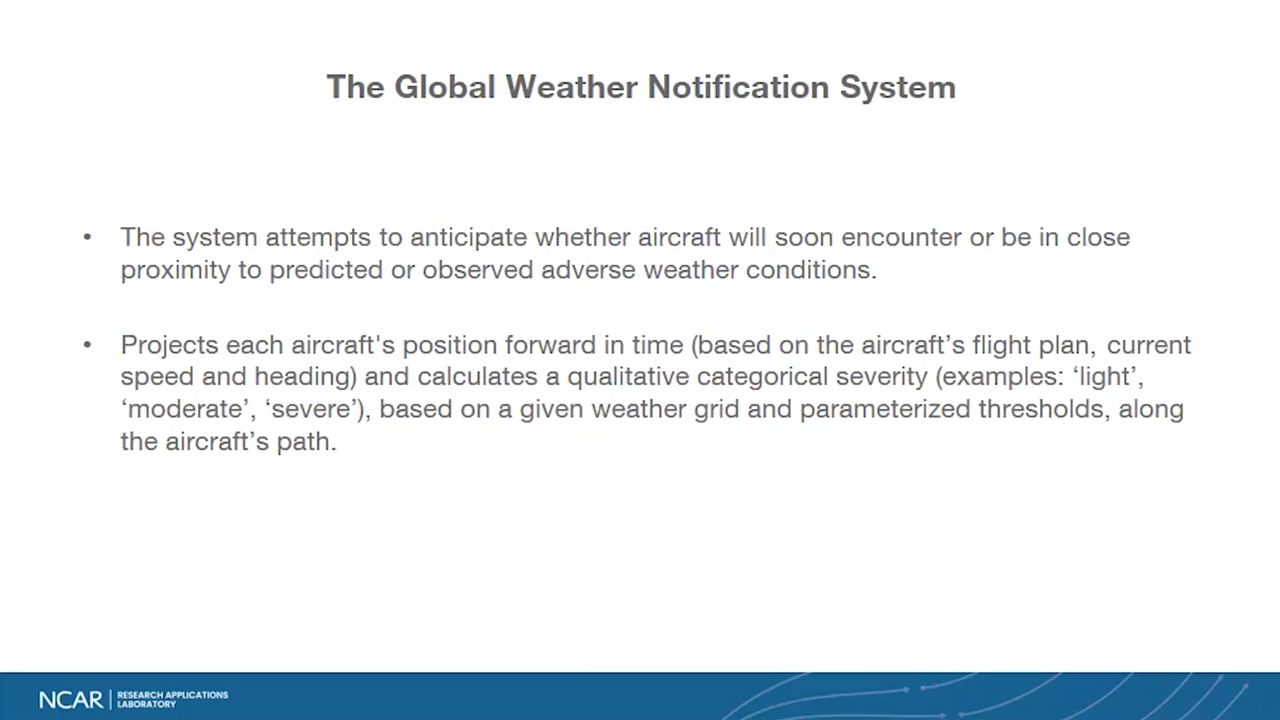 The Global Weather Notification System
• The system attempts to anticipate whether aircraft will soon encounter or be in close
proximity to predicted or observed adverse weather conditions.
• Projects each aircraft's position forward in time (based on the aircraft’s flight plan, current
speed and heading) and calculates a qualitative categorical severity (examples: ‘light’,
‘moderate’, ‘severe’), based on a given weather grid and parameterized thresholds, along
the aircraft’s path.
NCAR | RESEARCH APPLICATIONS
LABORATORY